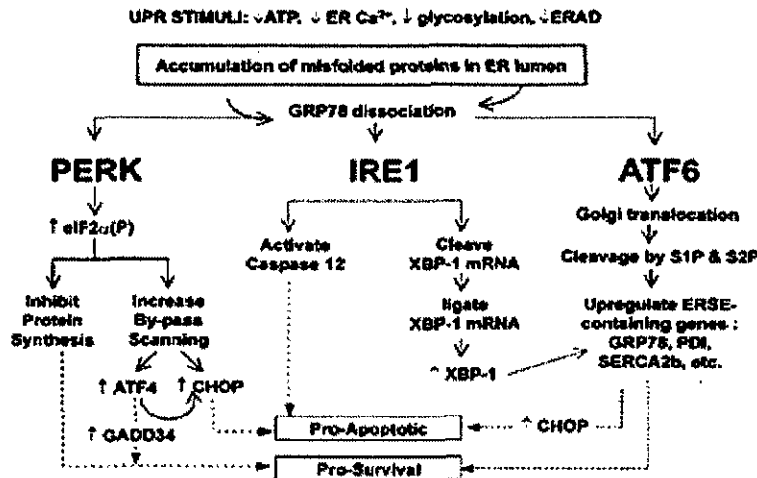 UPR STIMULI: ↓ATP, ↓ ER Ca²⁺, ↓ glycosylation, ↓ERAD
Accumulation of misfolded proteins in ER lumen
GRP78 dissociation
PERK
IRE1
ATF6
↑ eIF2α(P)
Inhibit
Protein
Synthesis
Increase
By-pass
Scanning
↑ ATF4
↑ CHOP
↑ GADD34
Activate
Caspase 12
Cleave
XBP-1 mRNA
ligate
XBP-1 mRNA
↑ XBP-1
Golgi translocation
Cleavage by S1P & S2P
Upregulate ERSE-
containing genes :
GRP78, PDI,
SERCA2b, etc.
↑ CHOP
Pro-Apoptotic
Pro-Survival